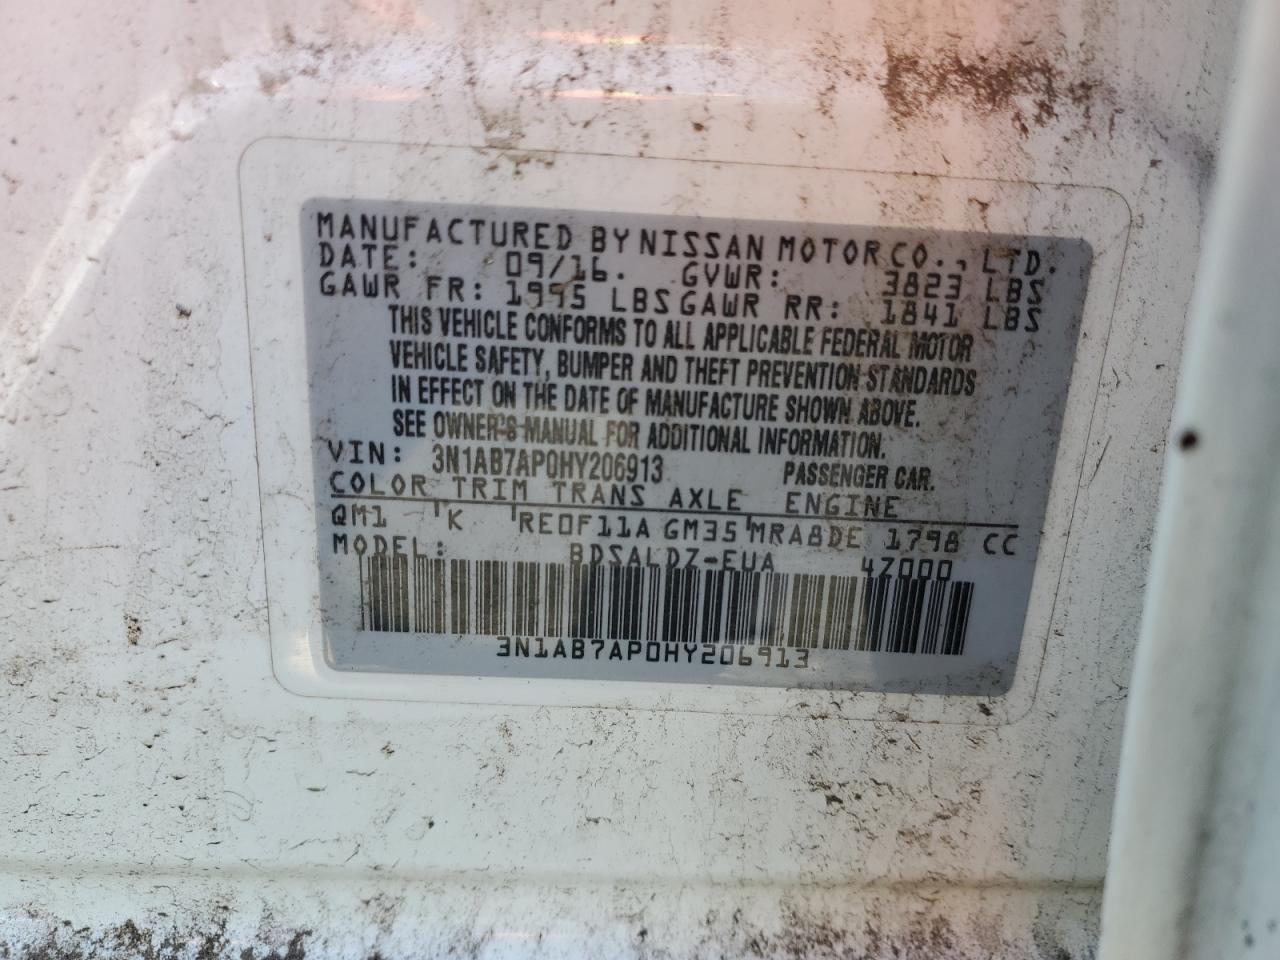 MANUFACTURED BY NISSAN MOTOR CO., LTD.
DATE: 09/16. GVWR: 3823 LBS
GAWR FR: 1995 LBS GAWR RR: 1841 LBS
THIS VEHICLE CONFORMS TO ALL APPLICABLE FEDERAL MOTOR
VEHICLE SAFETY, BUMPER AND THEFT PREVENTION STANDARDS
IN EFFECT ON THE DATE OF MANUFACTURE SHOWN ABOVE.
SEE OWNER'S MANUAL FOR ADDITIONAL INFORMATION.
VIN: 3N1AB7AP0HY206913 PASSENGER CAR.
COLOR TRIM TRANS AXLE ENGINE
QM1 K RE0F11A GM35 MRA8DE 1798 CC
MODEL: BDSALDZ-EUA 4Z000
3N1AB7AP0HY206913